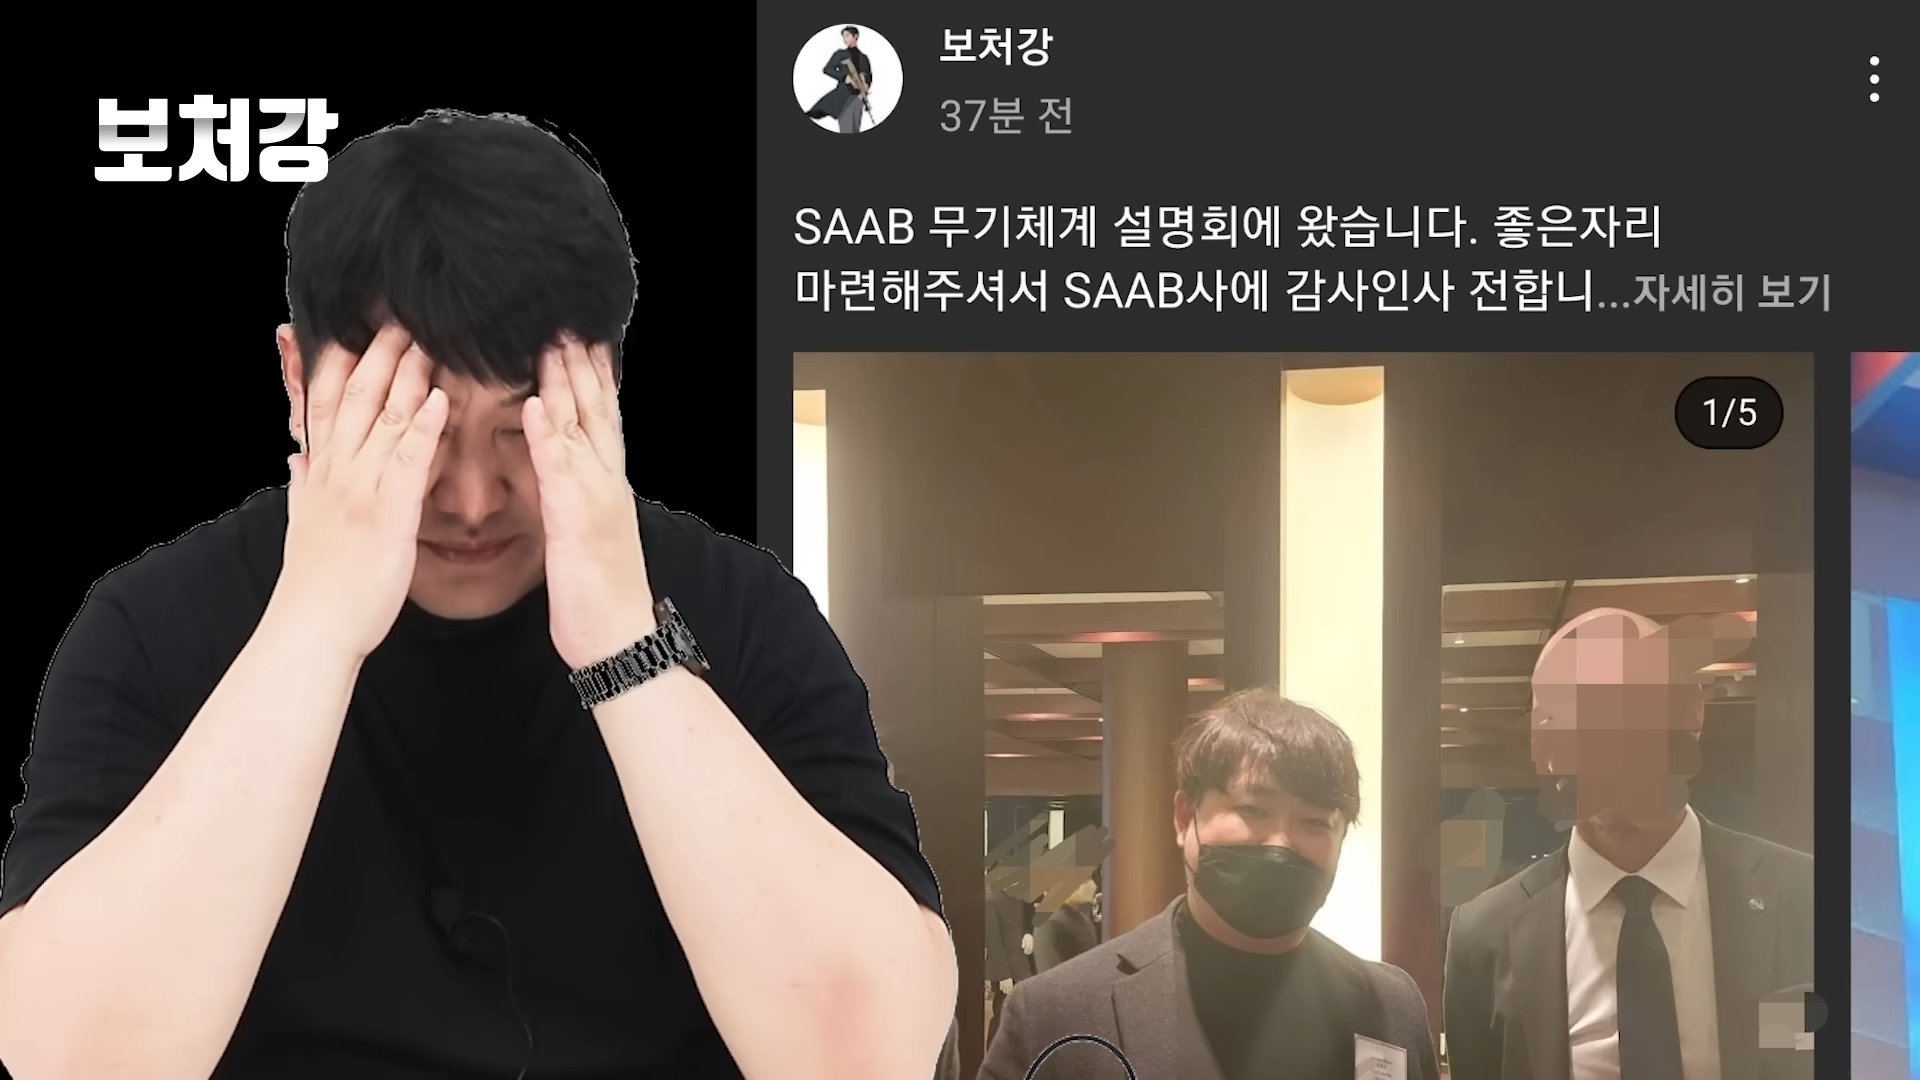 보처강
보처강
37분 전
SAAB 무기체계 설명회에 왔습니다. 좋은자리
마련해주셔서 SAAB사에 감사인사 전합니...자세히 보기
1/5